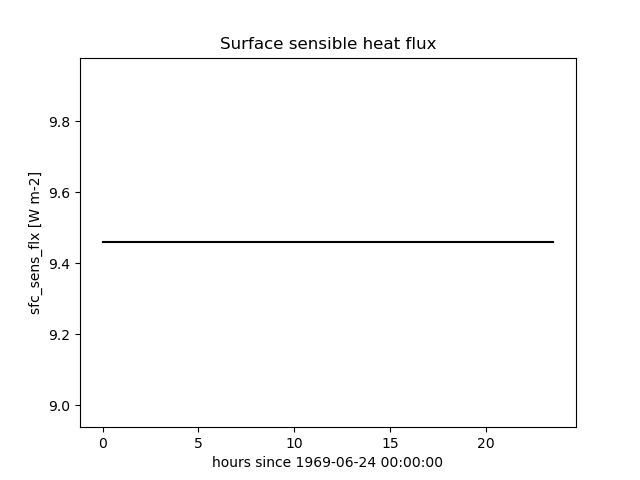 Surface sensible heat flux
sfc_sens_flx [W m-2]
9.8
9.6
9.4
9.2
9.0
0 5 10 15 20
hours since 1969-06-24 00:00:00